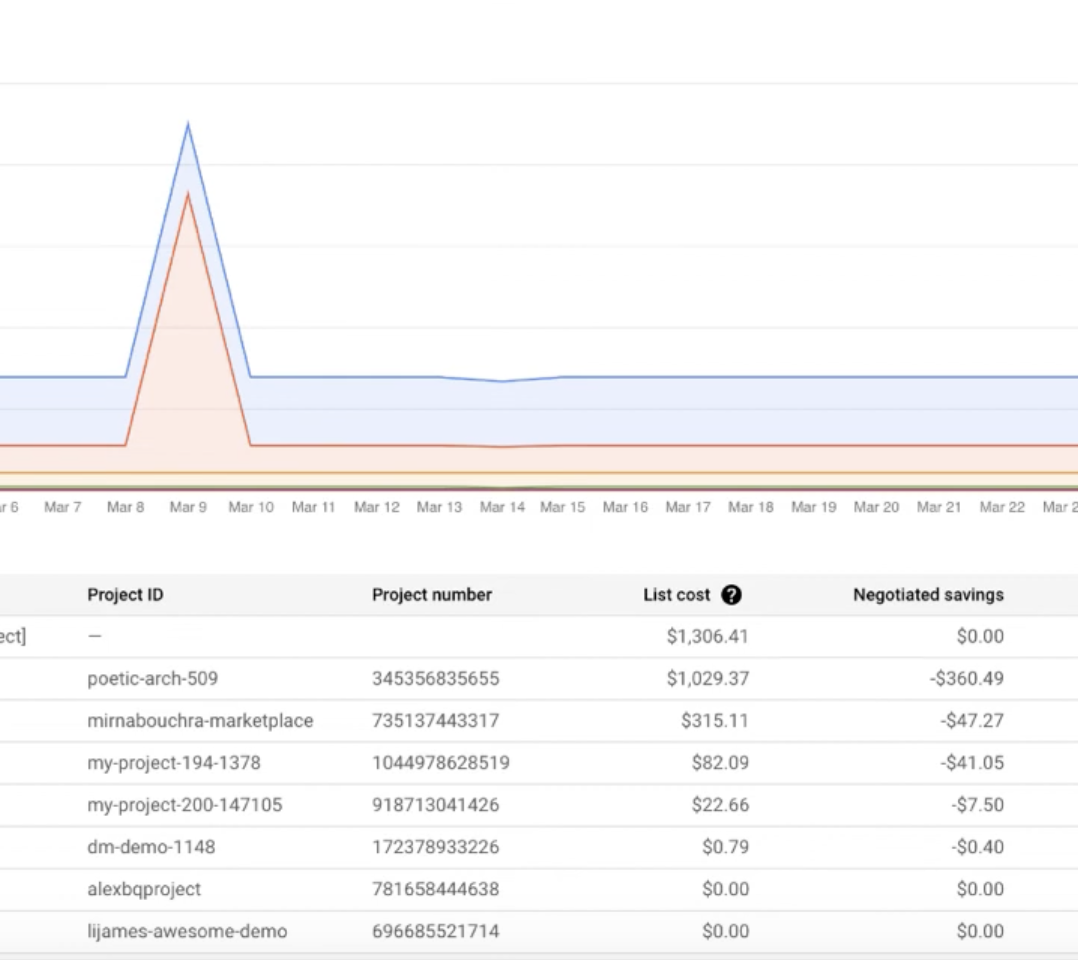 ar 6 Mar 7 Mar 8 Mar 9 Mar 10 Mar 11 Mar 12 Mar 13 Mar 14 Mar 15 Mar 16 Mar 17 Mar 18 Mar 19 Mar 20 Mar 21 Mar 22 Mar 2
Project ID Project number List cost ? Negotiated savings
ect] — $1,306.41 $0.00
poetic-arch-509 345356835655 $1,029.37 -$360.49
mirnabouchra-marketplace 735137443317 $315.11 -$47.27
my-project-194-1378 1044978628519 $82.09 -$41.05
my-project-200-147105 918713041426 $22.66 -$7.50
dm-demo-1148 172378933226 $0.79 -$0.40
alexbqproject 781658444638 $0.00 $0.00
lijames-awesome-demo 696685521714 $0.00 $0.00